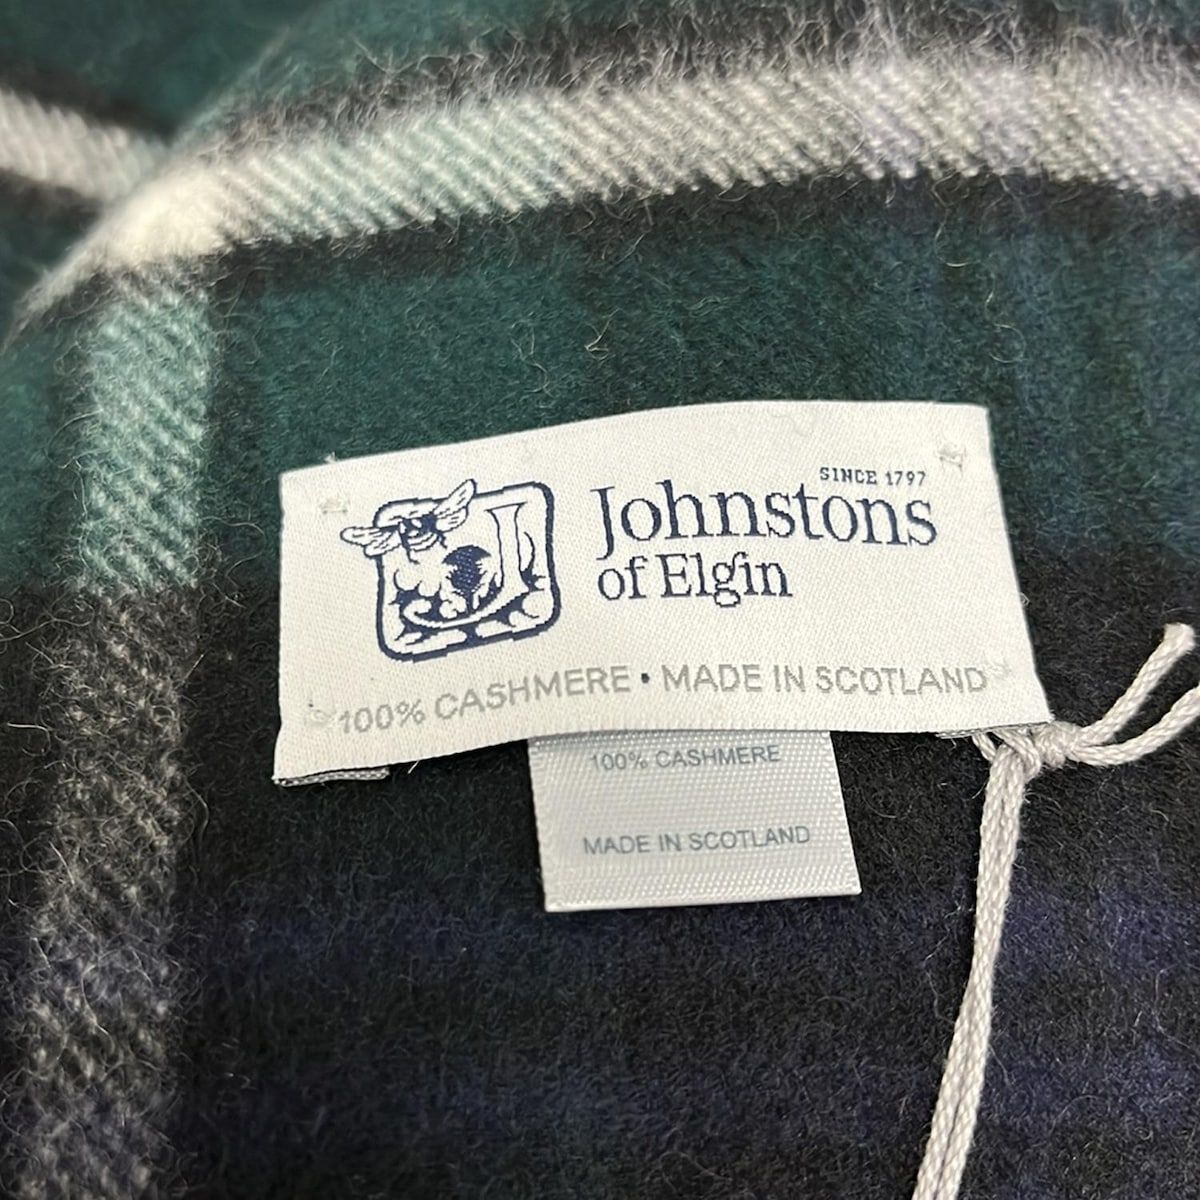 SINCE 1797
Johnstons
of Elgin
100% CASHMERE • MADE IN SCOTLAND
100% CASHMERE
MADE IN SCOTLAND